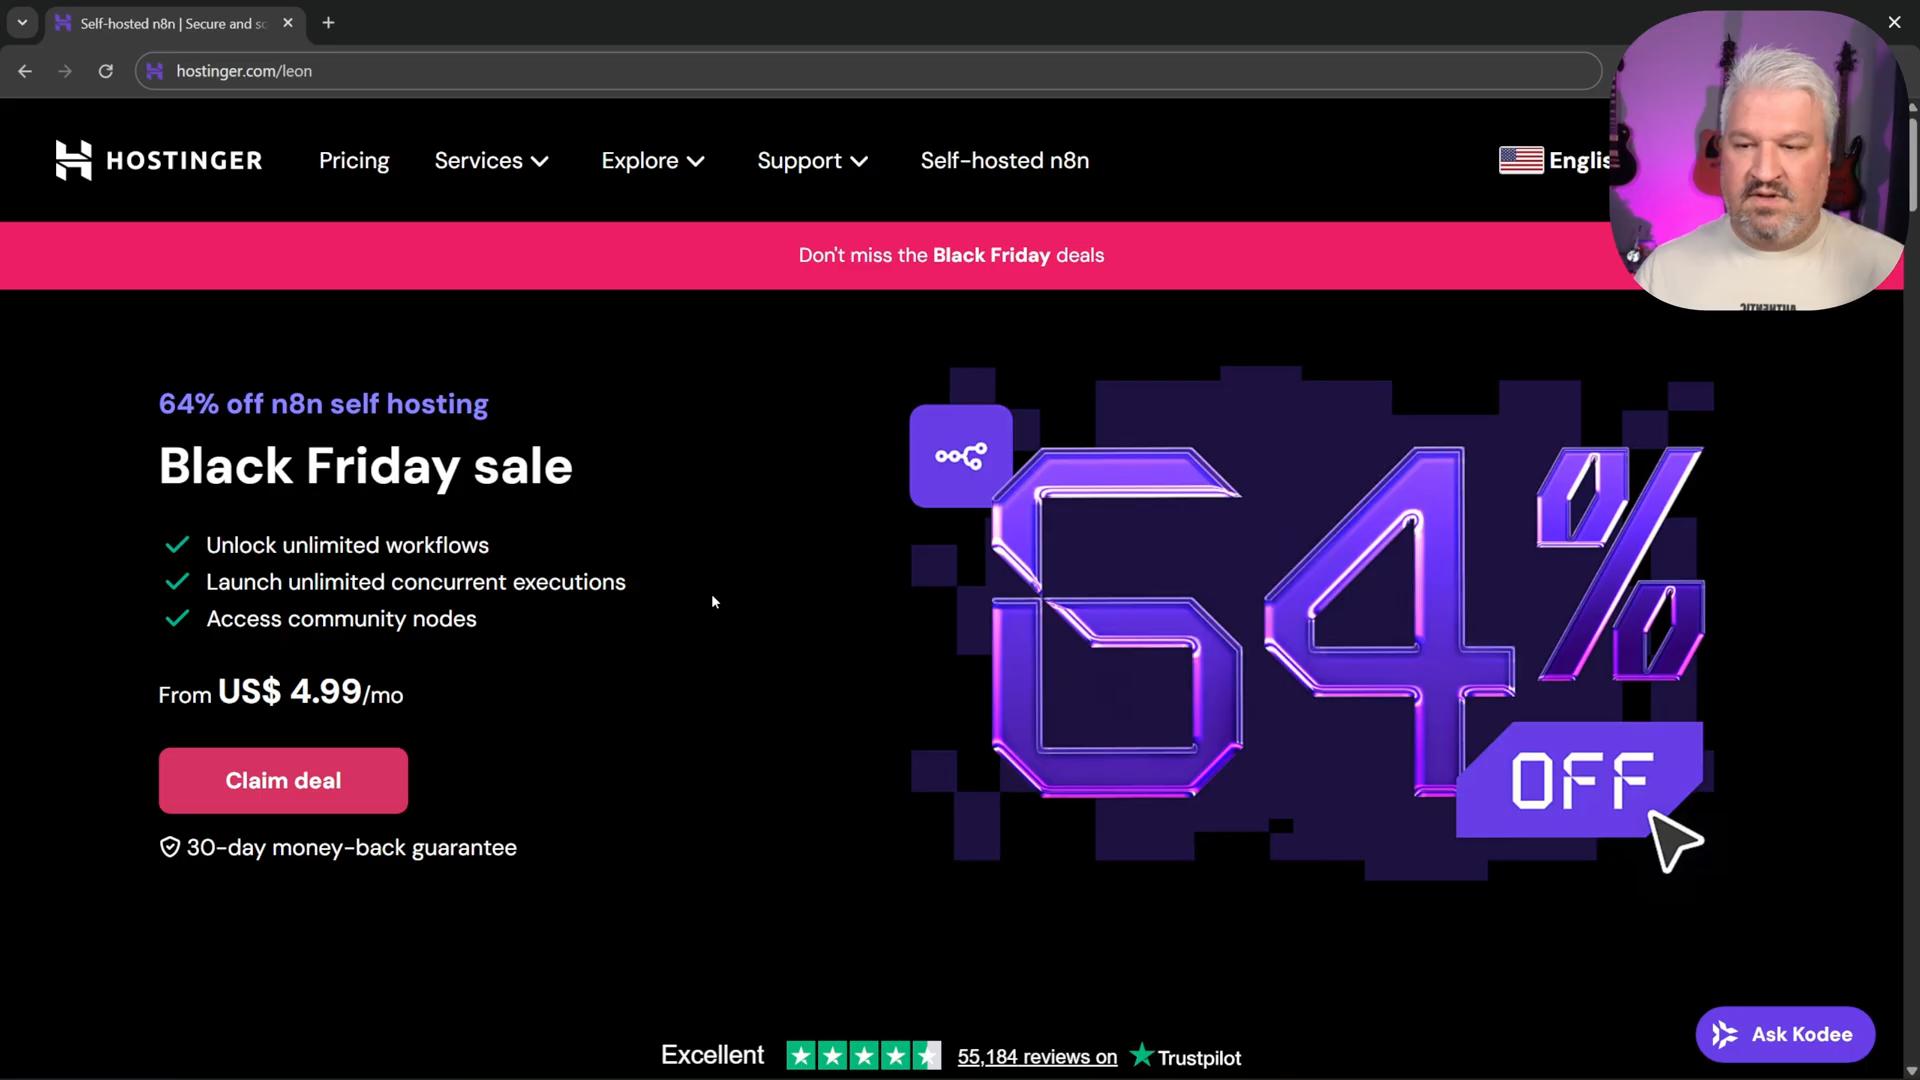 Self-hosted n8n | Secure and sc
hostinger.com/leon
HOSTINGER
Pricing
Services
Explore
Support
Self-hosted n8n
Englis
Don't miss the Black Friday deals
64% off n8n self hosting
Black Friday sale
Unlock unlimited workflows
Launch unlimited concurrent executions
Access community nodes
From US$ 4.99/mo
Claim deal
30-day money-back guarantee
64%
OFF
Excellent
55,184 reviews on
Trustpilot
Ask Kodee